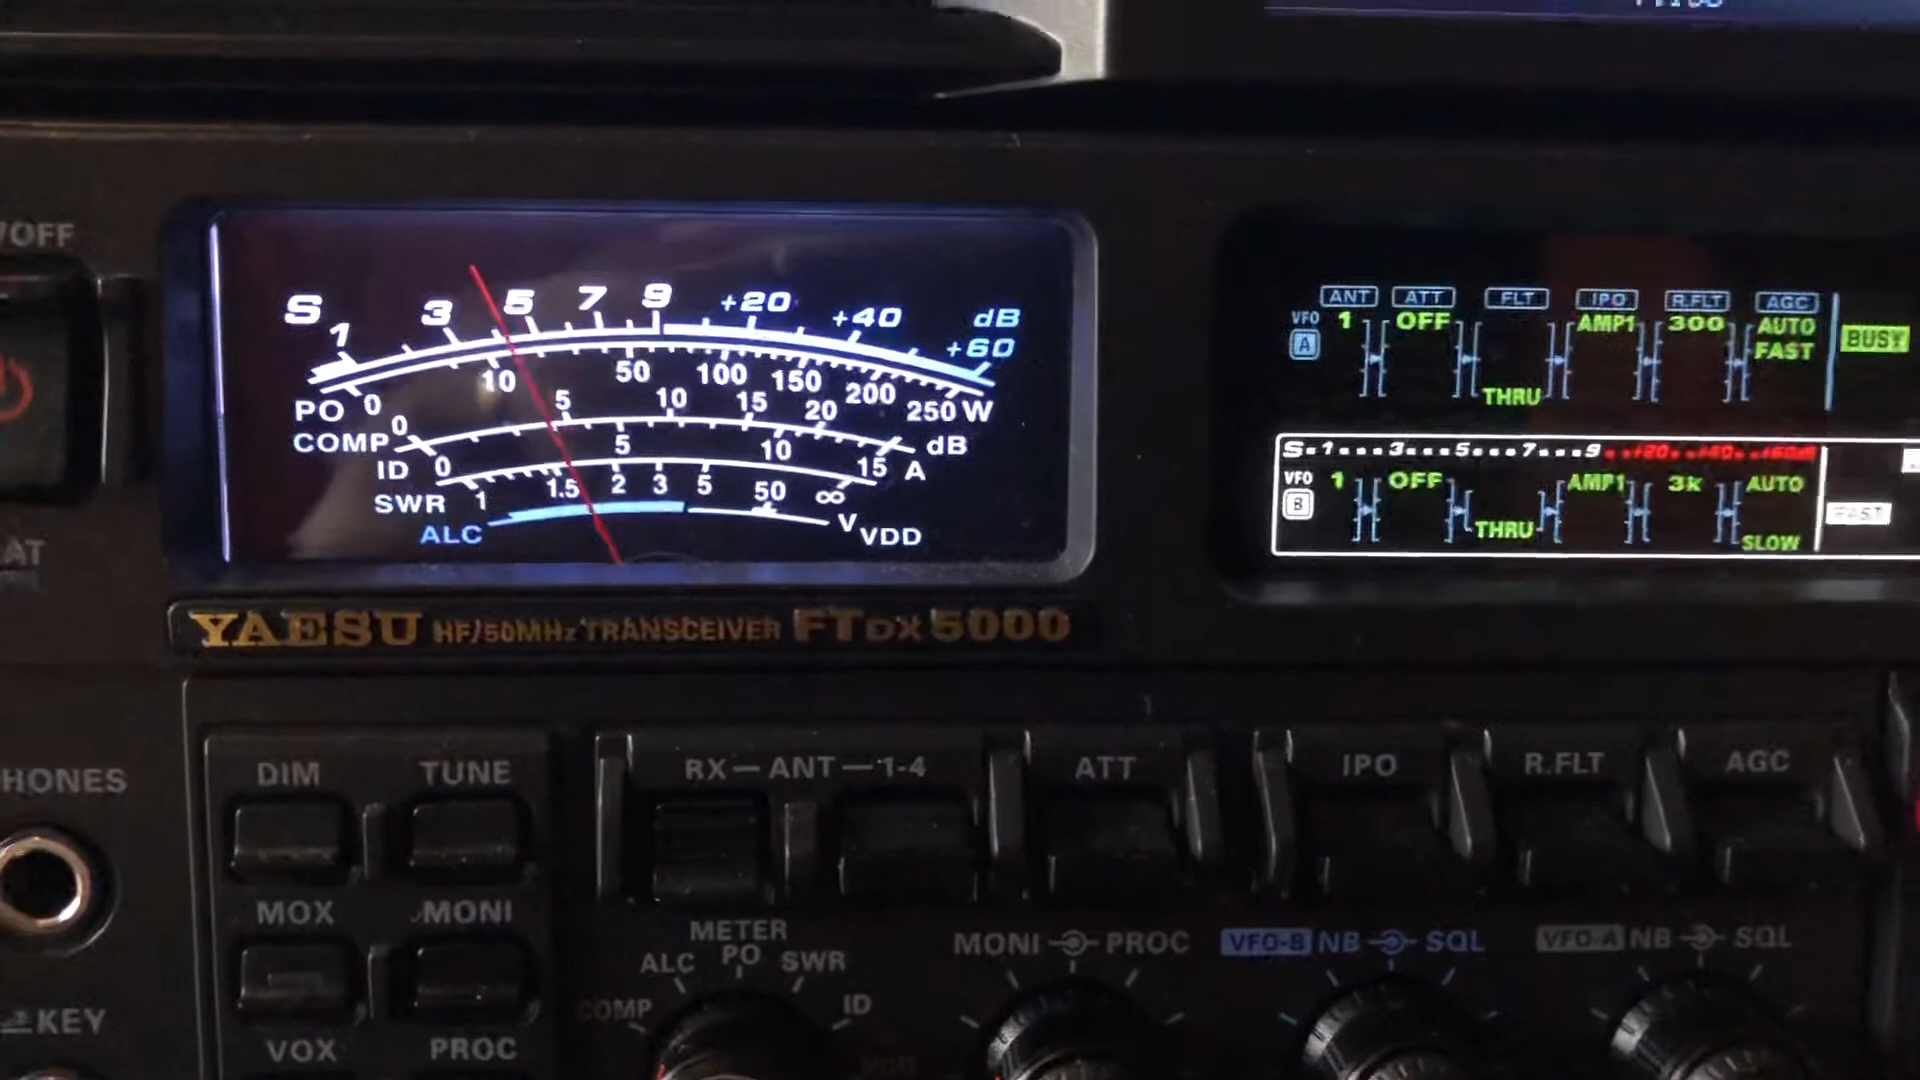 /OFF
S 1 3 5 7 9 +20 +40 +60 dB
PO 0 10 50 100 150 200 250 W
COMP 0 5 10 15 20 dB
ID 0 5 10 15 A
SWR 1 1.5 2 3 5 50 ∞
ALC V VDD
YAESU HF/50MHz TRANSCEIVER FTDX5000
ANT ATT FLT IPO R.FLT AGC
VFO A 1 OFF THRU AMP1 300 AUTO FAST BUSY
S 1 3 5 7 9 +20 +40 +60dB
VFO B 1 OFF THRU AMP1 3k AUTO SLOW FAST
AT
HONES
DIM TUNE
RX-ANT-1-4 ATT IPO R.FLT AGC
MOX MONI
METER
COMP ALC PO SWR ID VDD
MONI PROC
VFO-B NB SQL
VFO-A NB SQL
KEY
VOX PROC